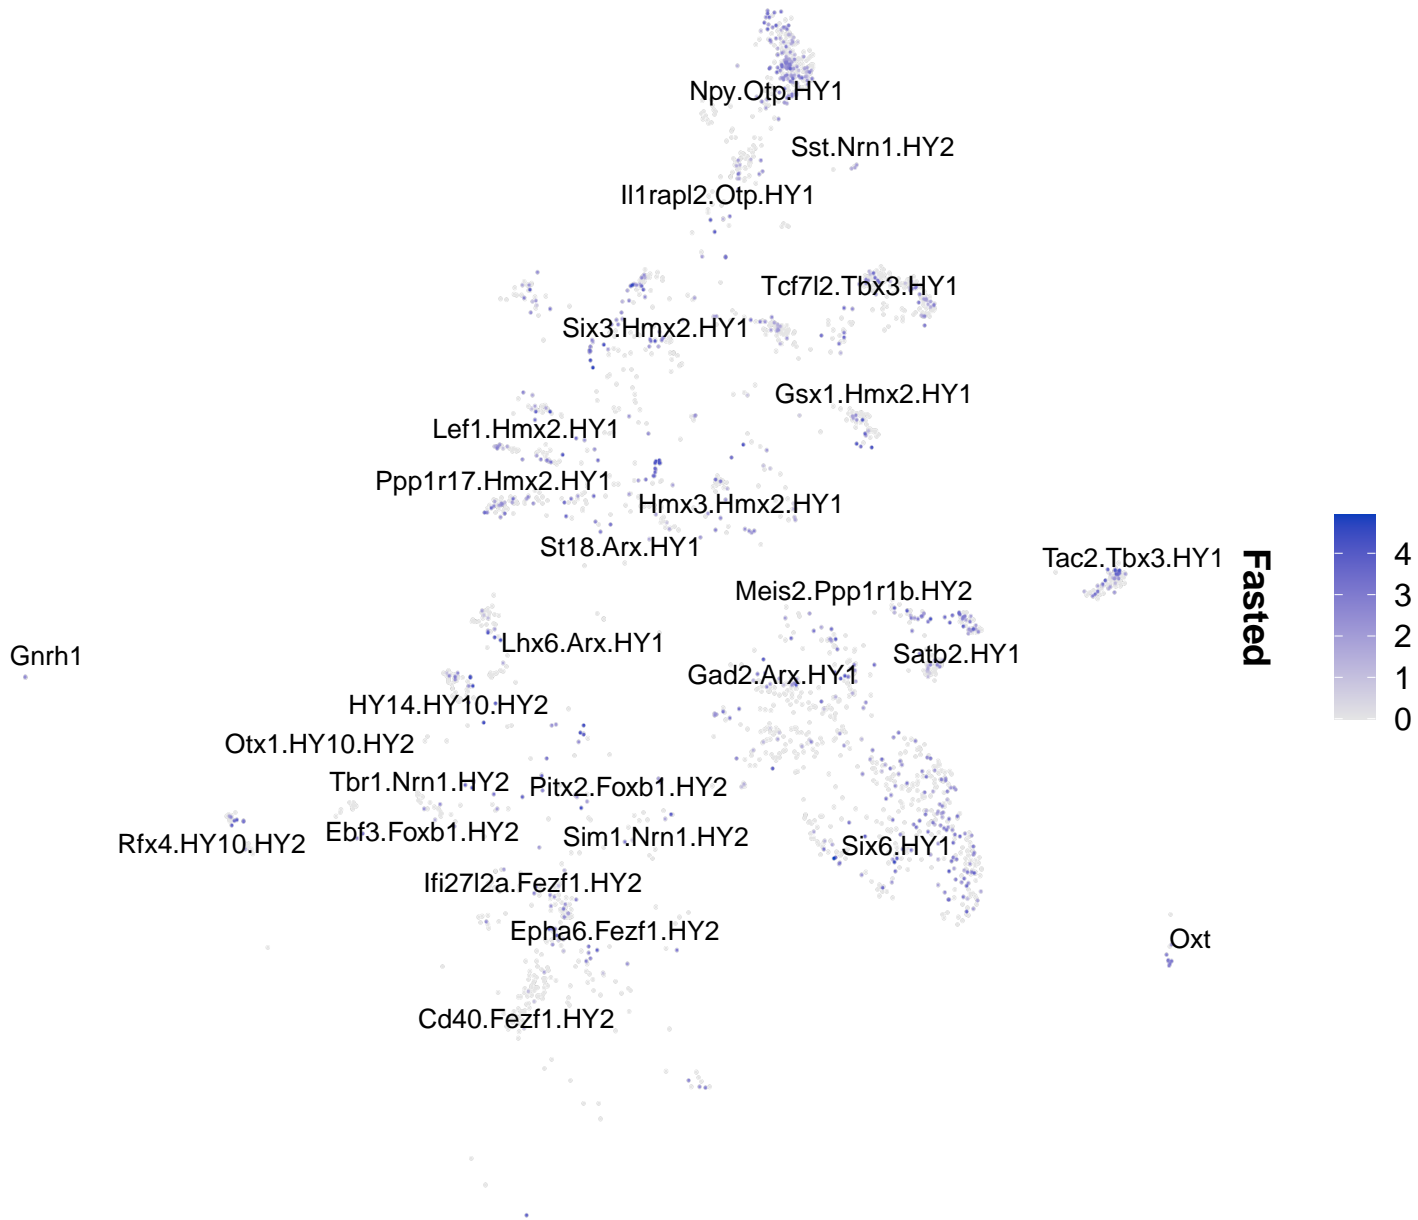 Npy.Otp.HY1
Sst.Nrn1.HY2
Il1rapl2.Otp.HY1
Tcf7l2.Tbx3.HY1
Six3.Hmx2.HY1
Gsx1.Hmx2.HY1
Lef1.Hmx2.HY1
Ppp1r17.Hmx2.HY1
Hmx3.Hmx2.HY1
St18.Arx.HY1
Tac2.Tbx3.HY1
Meis2.Ppp1r1b.HY2
Lhx6.Arx.HY1
Satb2.HY1
Gnrh1
Gad2.Arx.HY1
HY14.HY10.HY2
Otx1.HY10.HY2
Tbr1.Nrn1.HY2
Pitx2.Foxb1.HY2
Ebf3.Foxb1.HY2
Sim1.Nrn1.HY2
Rfx4.HY10.HY2
Six6.HY1
Ifi27l2a.Fezf1.HY2
Epha6.Fezf1.HY2
Oxt
Cd40.Fezf1.HY2
Fasted
4
3
2
1
0